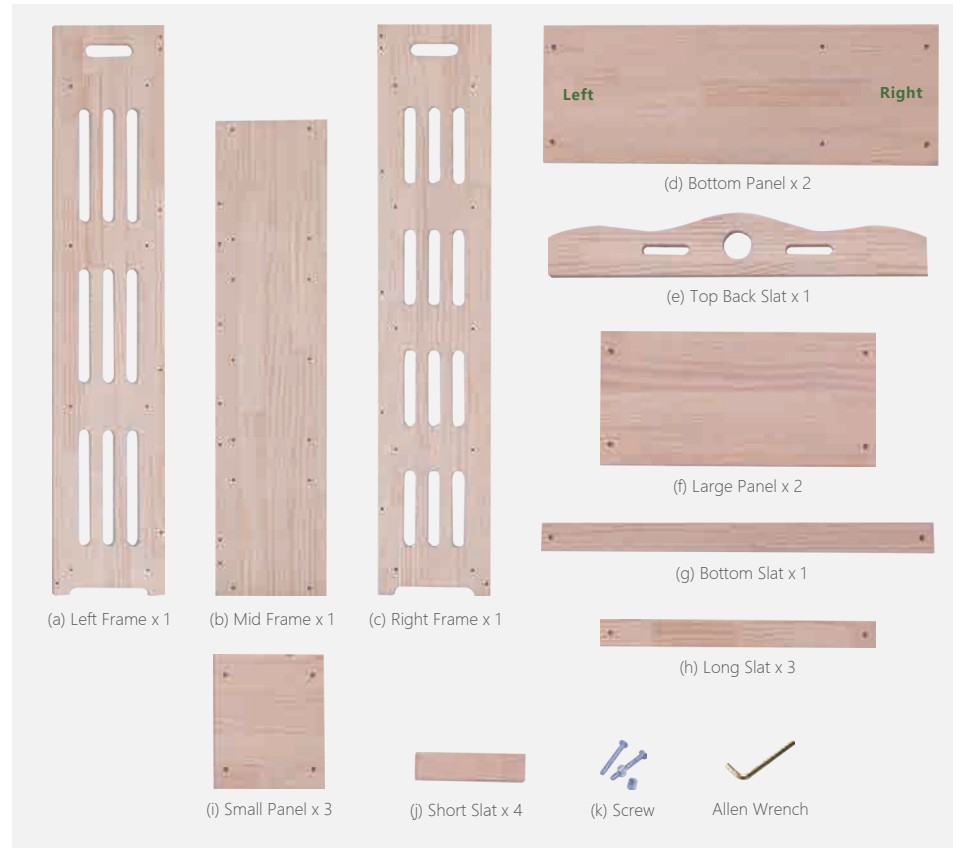 Left
Right
(d) Bottom Panel x 2
(e) Top Back Slat x 1
(f) Large Panel x 2
(g) Bottom Slat x 1
(a) Left Frame x 1
(b) Mid Frame x 1
(c) Right Frame x 1
(h) Long Slat x 3
(i) Small Panel x 3
(j) Short Slat x 4
(k) Screw
Allen Wrench